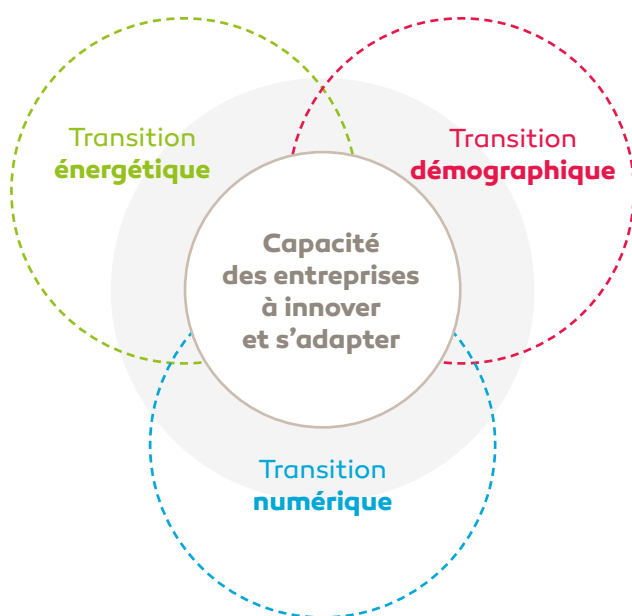 Transition
énergétique
Transition
démographique
Capacité
des entreprises
à innover
et s’adapter
Transition
numérique